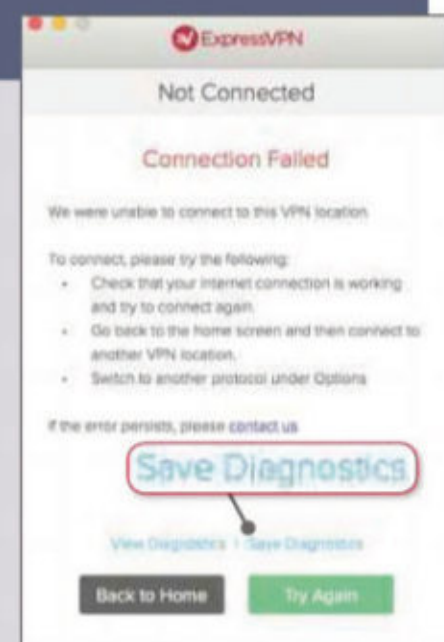 ExpressVPN
Not Connected
Connection Failed
We were unable to connect to this VPN location
To connect, please try the following:
• Check that your internet connection is working
and try to connect again.
• Go back to the home screen and then connect to
another VPN location.
• Switch to another protocol under Options
If the error persists, please contact us
Save Diagnostics
View Diagnostics | Save Diagnostics
Back to Home Try Again